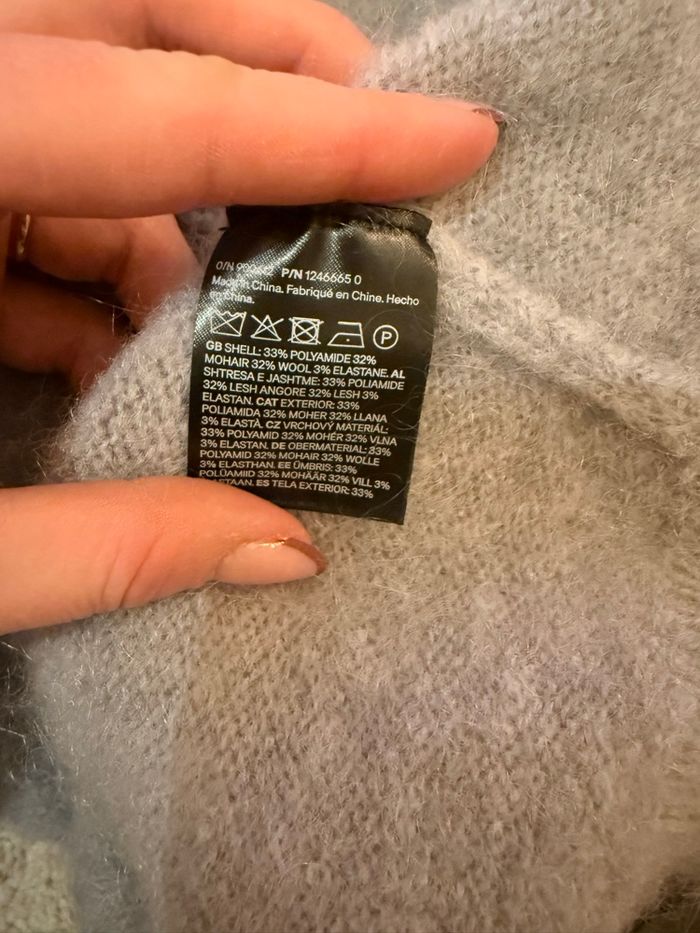 O/N P/N 1246665 0
Made in China. Fabriqué en Chine. Hecho
en China.
P
GB SHELL: 33% POLYAMIDE 32%
MOHAIR 32% WOOL 3% ELASTANE. AL
SHTRESA E JASHTME: 33% POLIAMIDE
32% LESH ANGORE 32% LESH 3%
ELASTAN. CAT EXTERIOR: 33%
POLIAMIDA 32% MOHER 32% LLANA
3% ELASTÀ. CZ VRCHOVÝ MATERIÁL:
33% POLYAMID 32% MOHÉR 32% VLNA
3% ELASTAN. DE OBERMATERIAL: 33%
POLYAMID 32% MOHAIR 32% WOLLE
3% ELASTHAN. EE ÜMBRIS: 33%
POLÜAMIID 32% MOHÄÄR 32% VILL 3%
ELASTAAN. ES TELA EXTERIOR: 33%